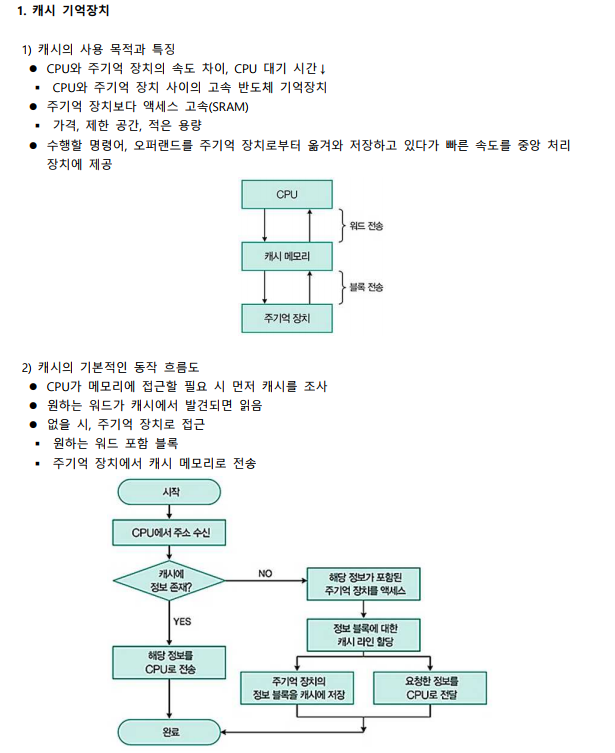 1. 캐시 기억장치
1) 캐시의 사용 목적과 특징
● CPU와 주기억 장치의 속도 차이, CPU 대기 시간↓
▪ CPU와 주기억 장치 사이의 고속 반도체 기억장치
● 주기억 장치보다 액세스 고속(SRAM)
▪ 가격, 제한 공간, 적은 용량
● 수행할 명령어, 오퍼랜드를 주기억 장치로부터 옮겨와 저장하고 있다가 빠른 속도를 중앙 처리
장치에 제공
CPU
워드 전송
캐시 메모리
블록 전송
주기억 장치
2) 캐시의 기본적인 동작 흐름도
● CPU가 메모리에 접근할 필요 시 먼저 캐시를 조사
● 원하는 워드가 캐시에서 발견되면 읽음
● 없을 시, 주기억 장치로 접근
▪ 원하는 워드 포함 블록
▪ 주기억 장치에서 캐시 메모리로 전송
시작
CPU에서 주소 수신
캐시에
정보 존재?
NO
해당 정보가 포함된
주기억 장치를 액세스
YES
정보 블록에 대한
캐시 라인 할당
해당 정보를
CPU로 전송
주기억 장치의
정보 블록을 캐시에 저장
요청한 정보를
CPU로 전달
완료